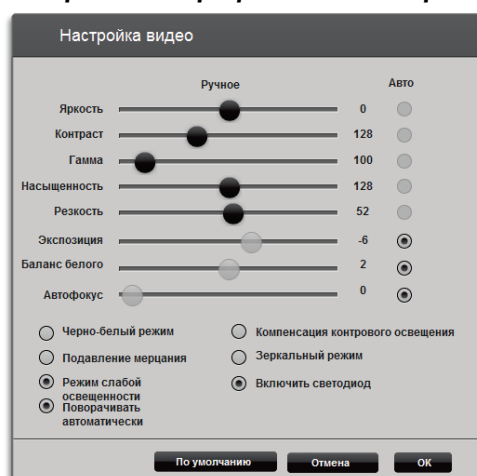 Настройка видео
Ручное Авто
Яркость 0
Контраст 128
Гамма 100
Насыщенность 128
Резкость 52
Экспозиция -6
Баланс белого 2
Автофокус 0
Черно-белый режим
Подавление мерцания
Режим слабой
освещенности
Поворачивать
автоматически
Компенсация контрового освещения
Зеркальный режим
Включить светодиод
По умолчанию Отмена ОК